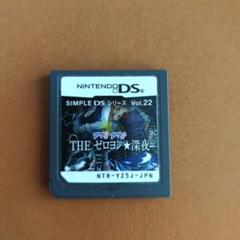 NINTENDO DS
SIMPLE DS シリーズ Vol.22
THE ゼロヨン★深夜
NTR-YZ5J-JPN